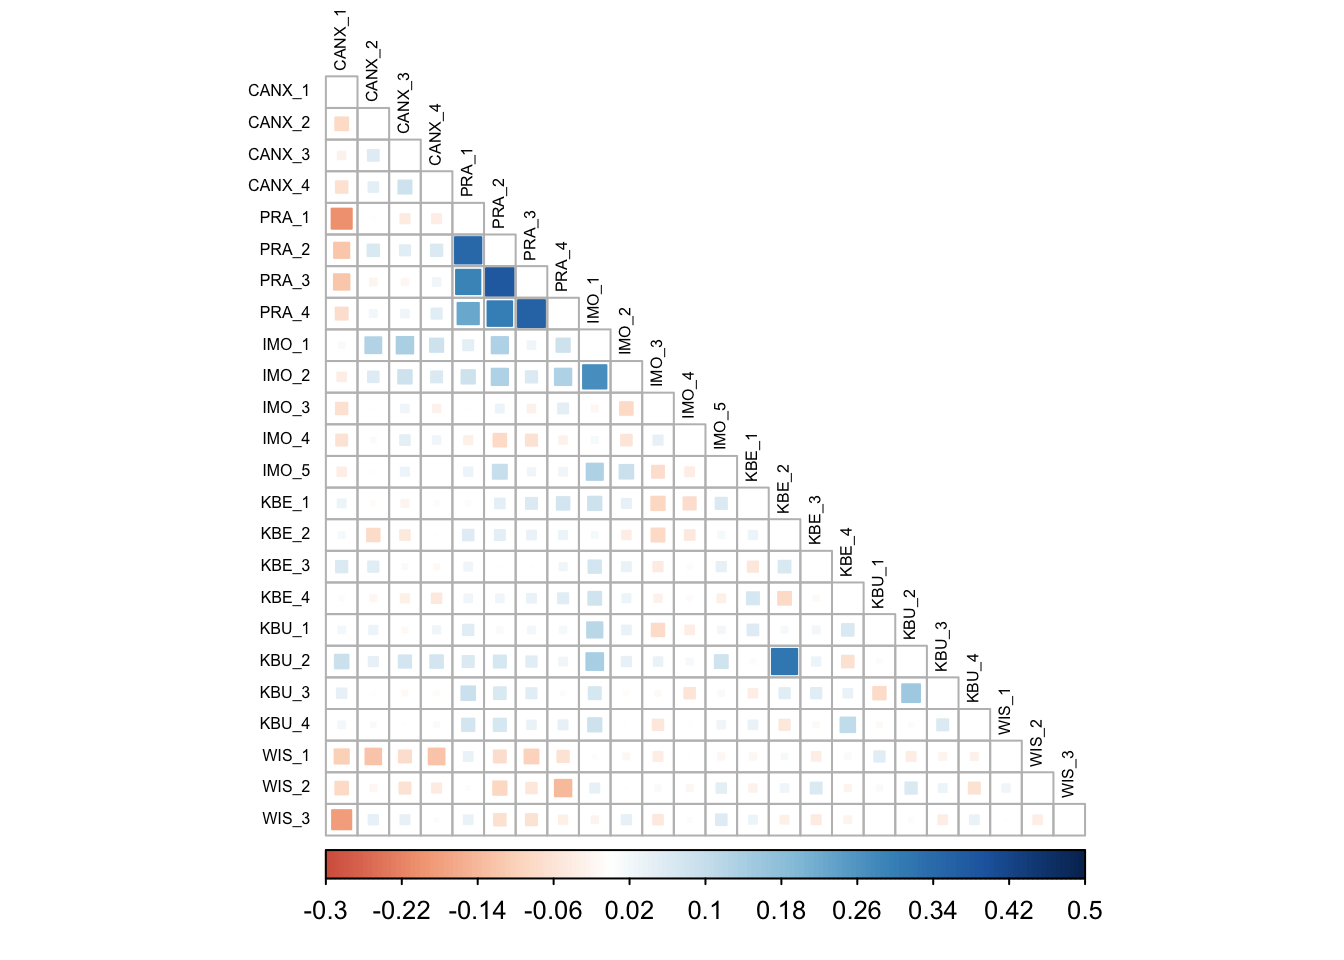 CANX_1
CANX_2
CANX_3
CANX_4
PRA_1
PRA_2
PRA_3
PRA_4
IMO_1
IMO_2
IMO_3
IMO_4
IMO_5
KBE_1
KBE_2
KBE_3
KBE_4
KBU_1
KBU_2
KBU_3
KBU_4
WIS_1
WIS_2
WIS_3
CANX_1
CANX_2
CANX_3
CANX_4
PRA_1
PRA_2
PRA_3
PRA_4
IMO_1
IMO_2
IMO_3
IMO_4
IMO_5
KBE_1
KBE_2
KBE_3
KBE_4
KBU_1
KBU_2
KBU_3
KBU_4
WIS_1
WIS_2
WIS_3
-0.3 -0.22 -0.14 -0.06 0.02 0.1 0.18 0.26 0.34 0.42 0.5